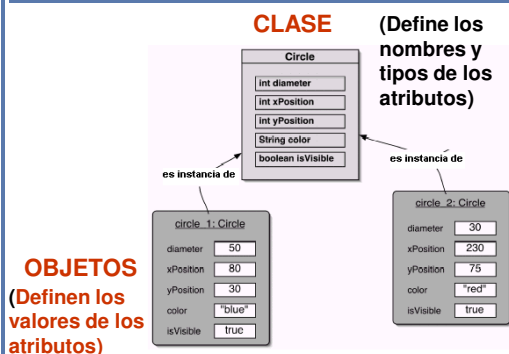 CLASE
(Define los
nombres y
tipos de los
atributos)
Circle
int diameter
int xPosition
int yPosition
String color
boolean isVisible
es instancia de
es instancia de
circle_1: Circle
diameter 50
xPosition 80
yPosition 30
color "blue"
isVisible true
circle_2: Circle
diameter 30
xPosition 230
yPosition 75
color "red"
isVisible true
OBJETOS
(Definen los
valores de los
atributos)